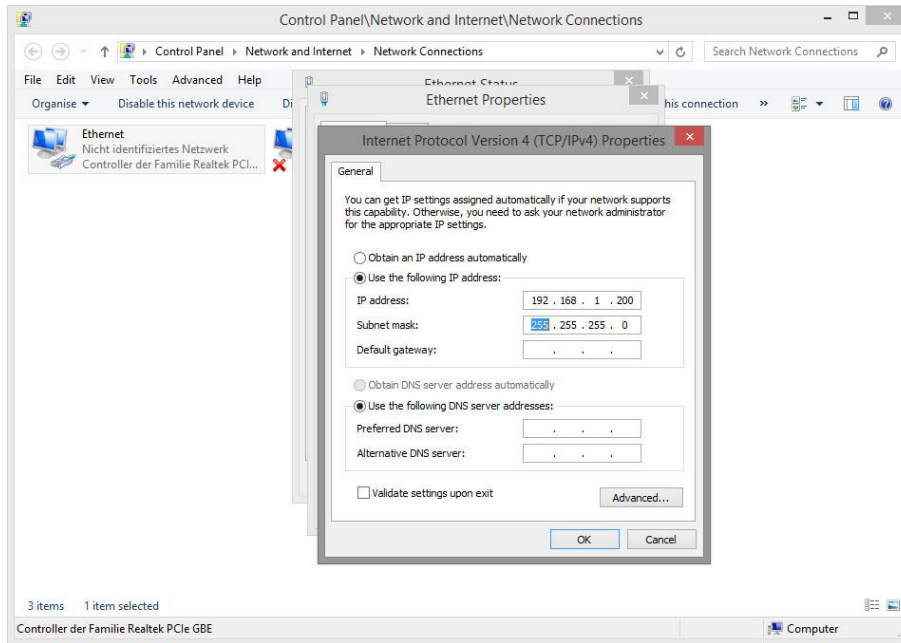 Control Panel\Network and Internet\Network Connections
Control Panel Network and Internet Network Connections
Search Network Connections
File Edit View Tools Advanced Help
Organise Disable this network device Di
his connection »
Ethernet
Nicht identifiziertes Netzwerk
Controller der Familie Realtek PCI...
Ethernet Status
Ethernet Properties
Internet Protocol Version 4 (TCP/IPv4) Properties
General
You can get IP settings assigned automatically if your network supports
this capability. Otherwise, you need to ask your network administrator
for the appropriate IP settings.
Obtain an IP address automatically
Use the following IP address:
IP address: 192 . 168 . 1 . 200
Subnet mask: 255 . 255 . 255 . 0
Default gateway: . . .
Obtain DNS server address automatically
Use the following DNS server addresses:
Preferred DNS server: . . .
Alternative DNS server: . . .
Validate settings upon exit
Advanced...
OK Cancel
3 items 1 item selected
Controller der Familie Realtek PCIe GBE
Computer